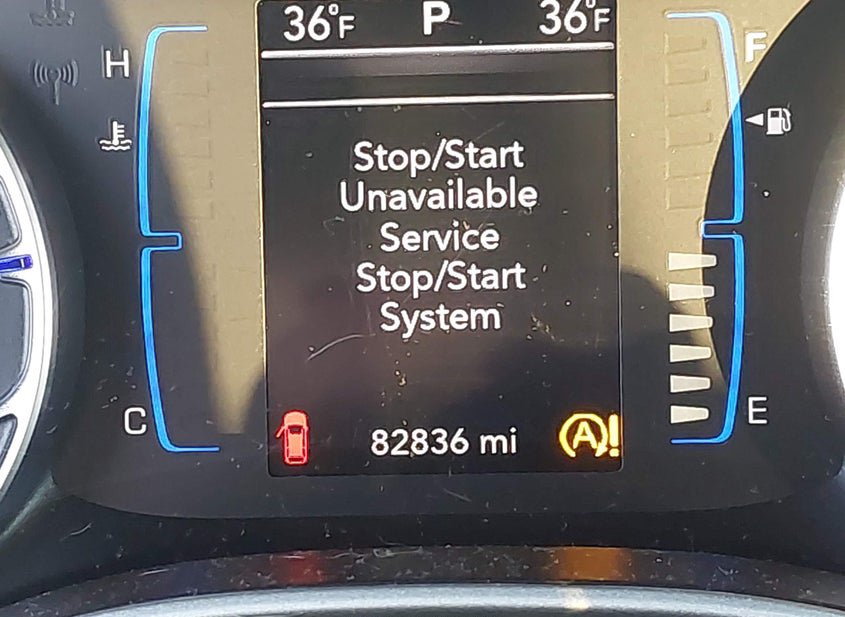 36°F P 36°F
H F
Stop/Start
Unavailable
Service
Stop/Start
System
C E
82836 mi A!